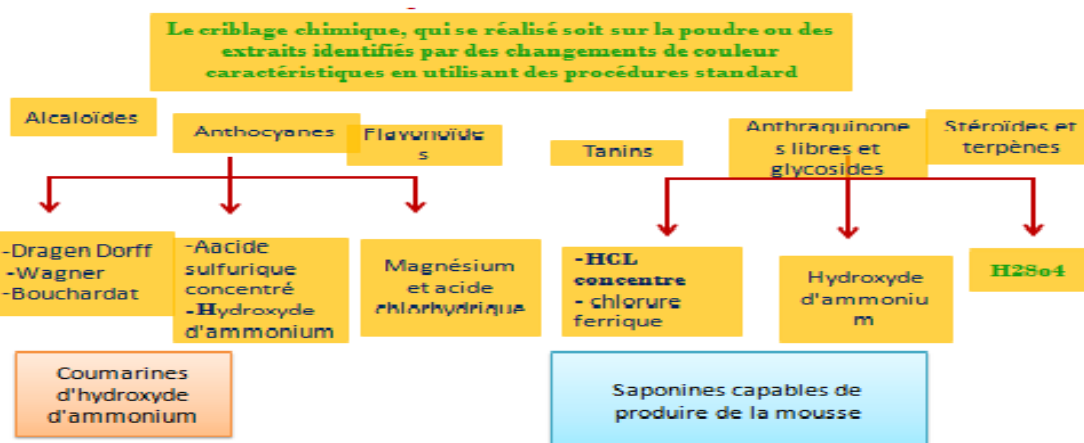 Le criblage chimique, qui se réalisé soit sur la poudre ou des
extraits identifiés par des changements de couleur
caractéristiques en utilisant des procédures standard
Alcaloïdes
Anthocyanes
Flavonoïde
s
Tanins
Anthraquinone
s libres et
glycosides
Stéroïdes et
terpènes
-Dragen Dorff
-Wagner
-Bouchardat
-Aacide
sulfurique
concentré
-Hydroxyde
d'ammonium
Magnésium
et acide
chlorhydrique
-HCL
concentre
- chlorure
ferrique
Hydroxyde
d'ammoniu
m
H2So4
Coumarines
d'hydroxyde
d'ammonium
Saponines capables de
produire de la mousse